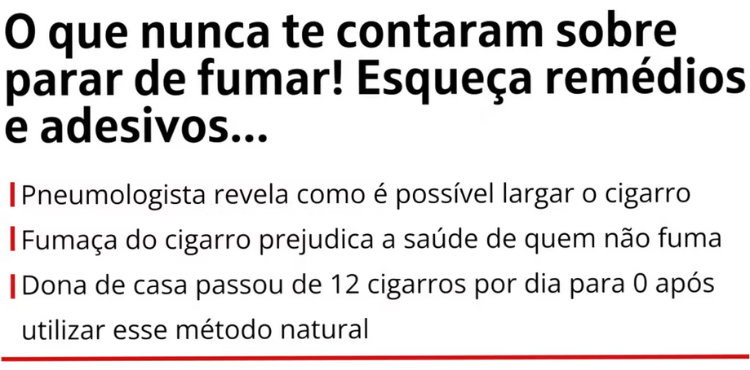 O que nunca te contaram sobre
parar de fumar! Esqueça remédios
e adesivos...
Pneumologista revela como é possível largar o cigarro
Fumaça do cigarro prejudica a saúde de quem não fuma
Dona de casa passou de 12 cigarros por dia para 0 após
utilizar esse método natural